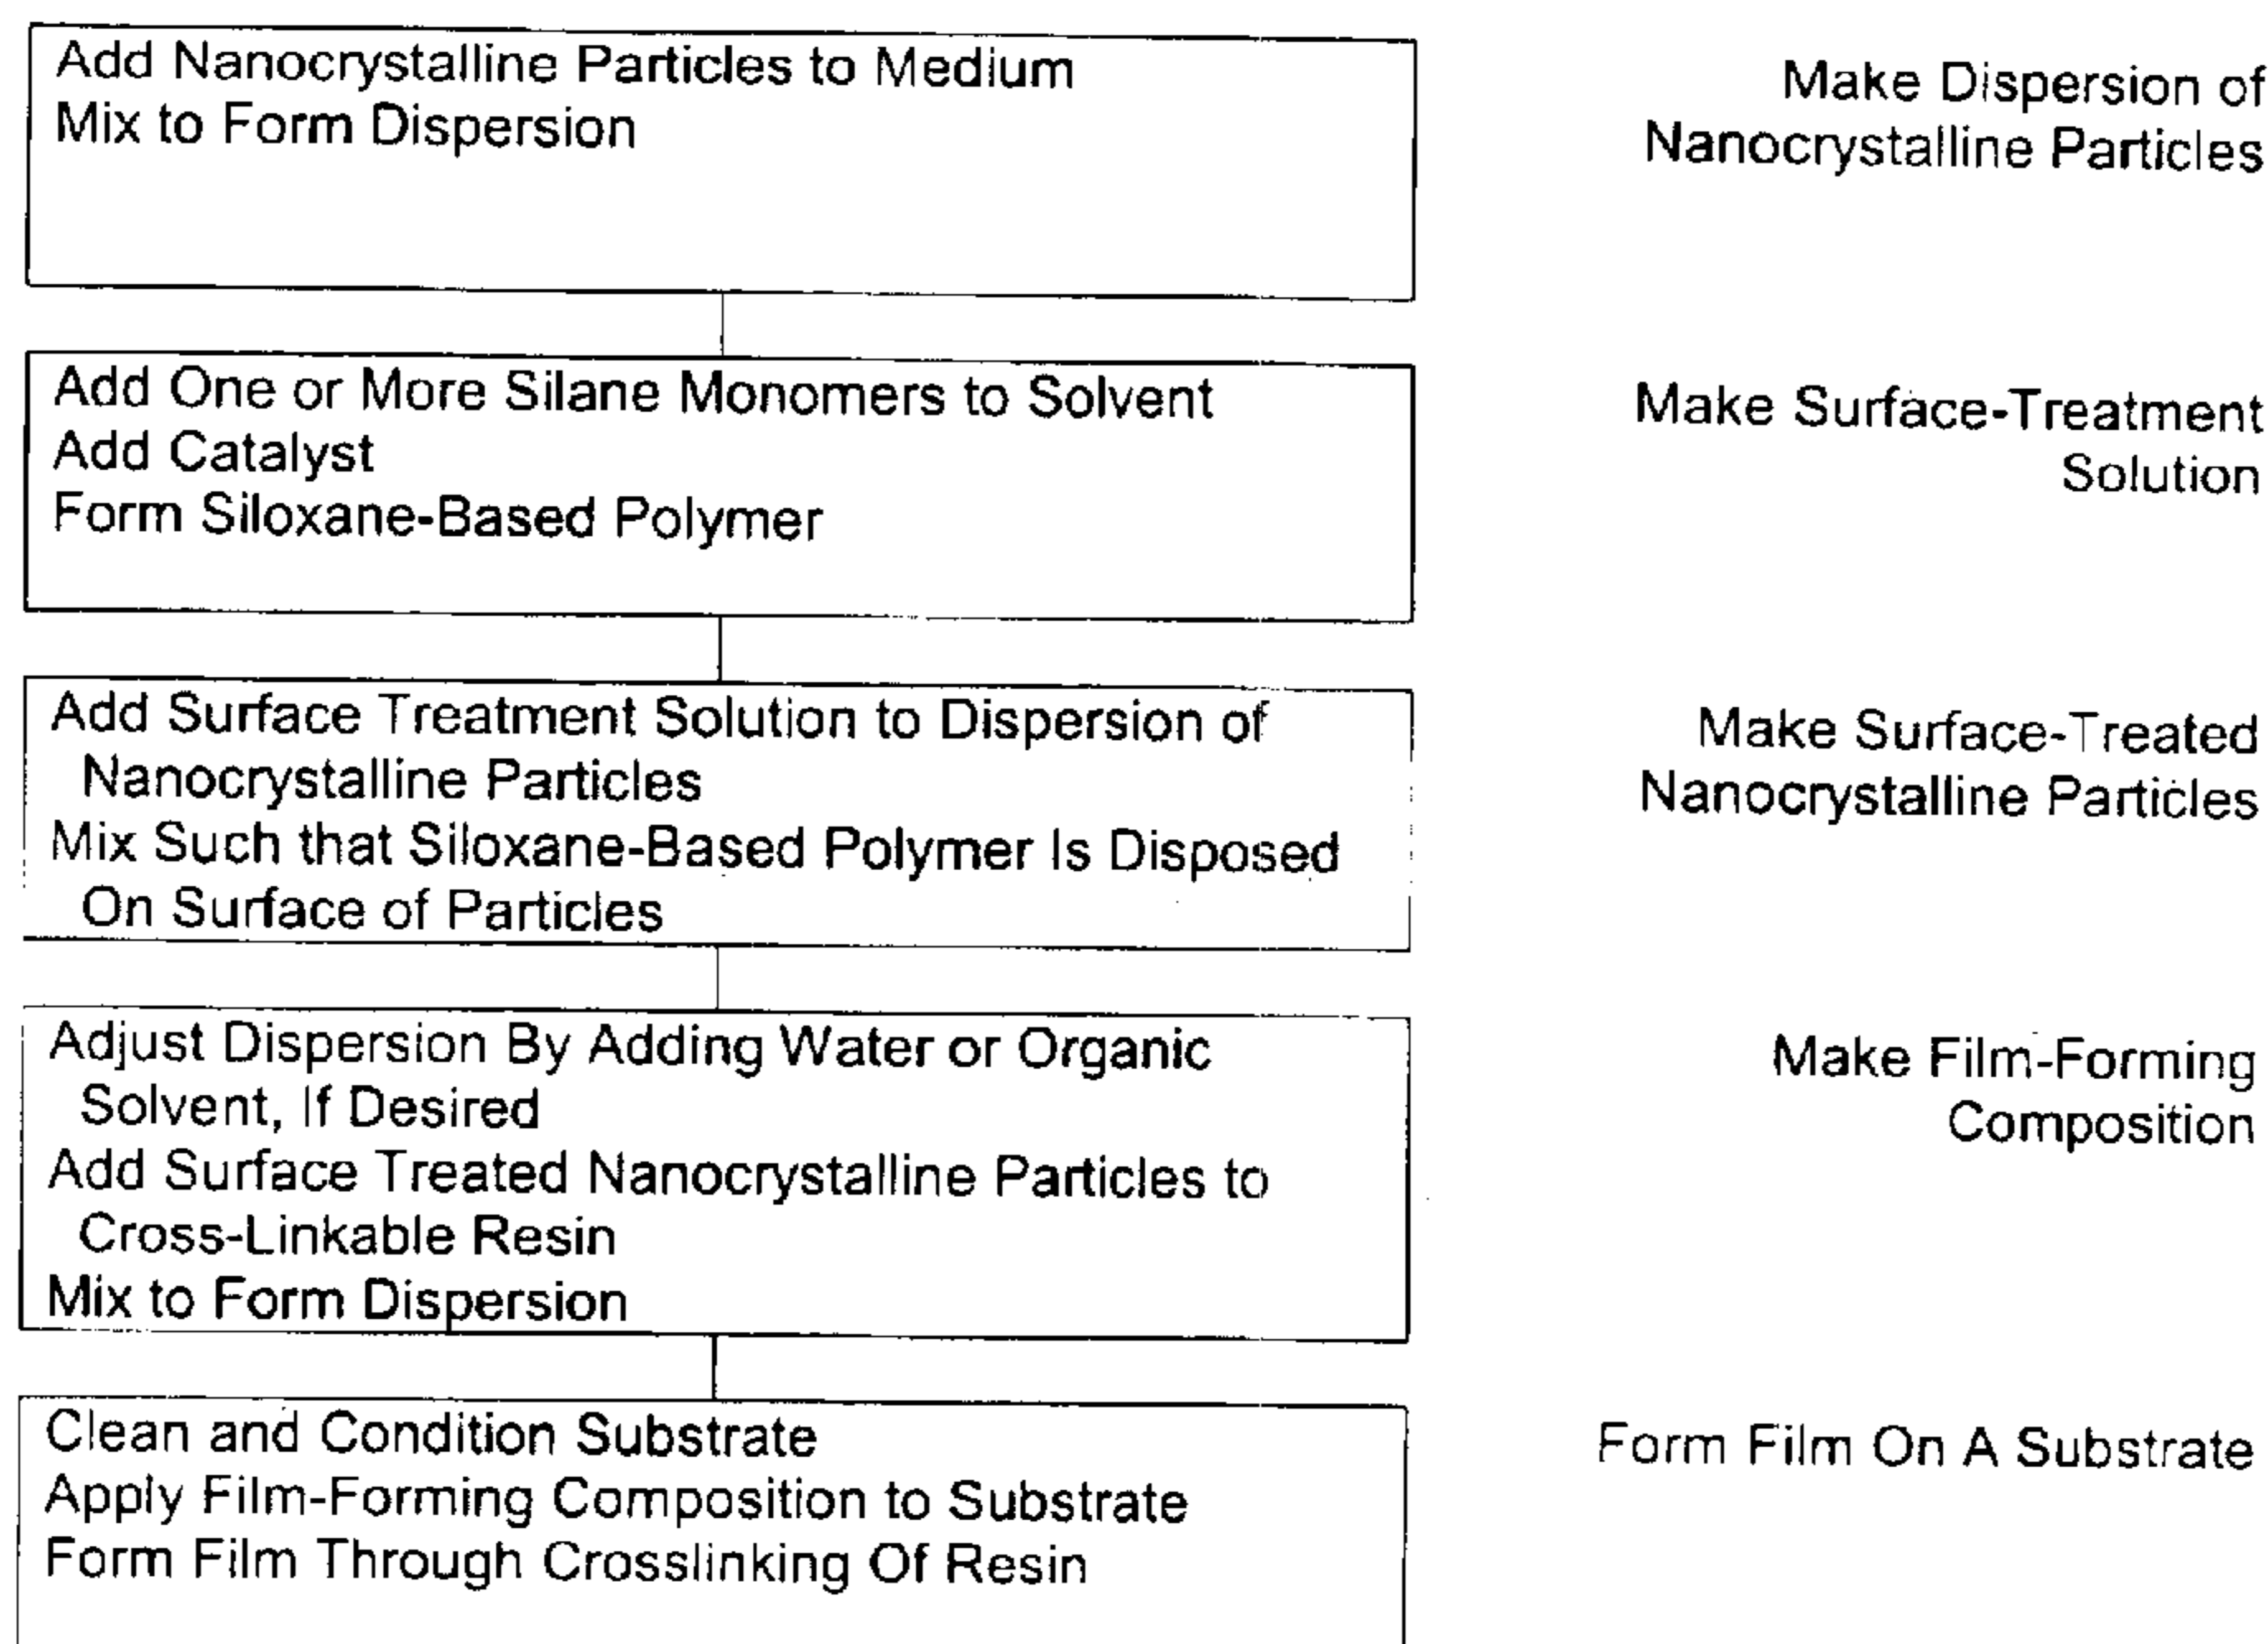 Add Nanocrystalline Particles to Medium
Mix to Form Dispersion
Make Dispersion of
Nanocrystalline Particles
Add One or More Silane Monomers to Solvent
Add Catalyst
Form Siloxane-Based Polymer
Make Surface-Treatment
Solution
Add Surface Treatment Solution to Dispersion of
Nanocrystalline Particles
Mix Such that Siloxane-Based Polymer Is Disposed
On Surface of Particles
Make Surface-Treated
Nanocrystalline Particles
Adjust Dispersion By Adding Water or Organic
Solvent, If Desired
Add Surface Treated Nanocrystalline Particles to
Cross-Linkable Resin
Mix to Form Dispersion
Make Film-Forming
Composition
Clean and Condition Substrate
Apply Film-Forming Composition to Substrate
Form Film Through Crosslinking Of Resin
Form Film On A Substrate